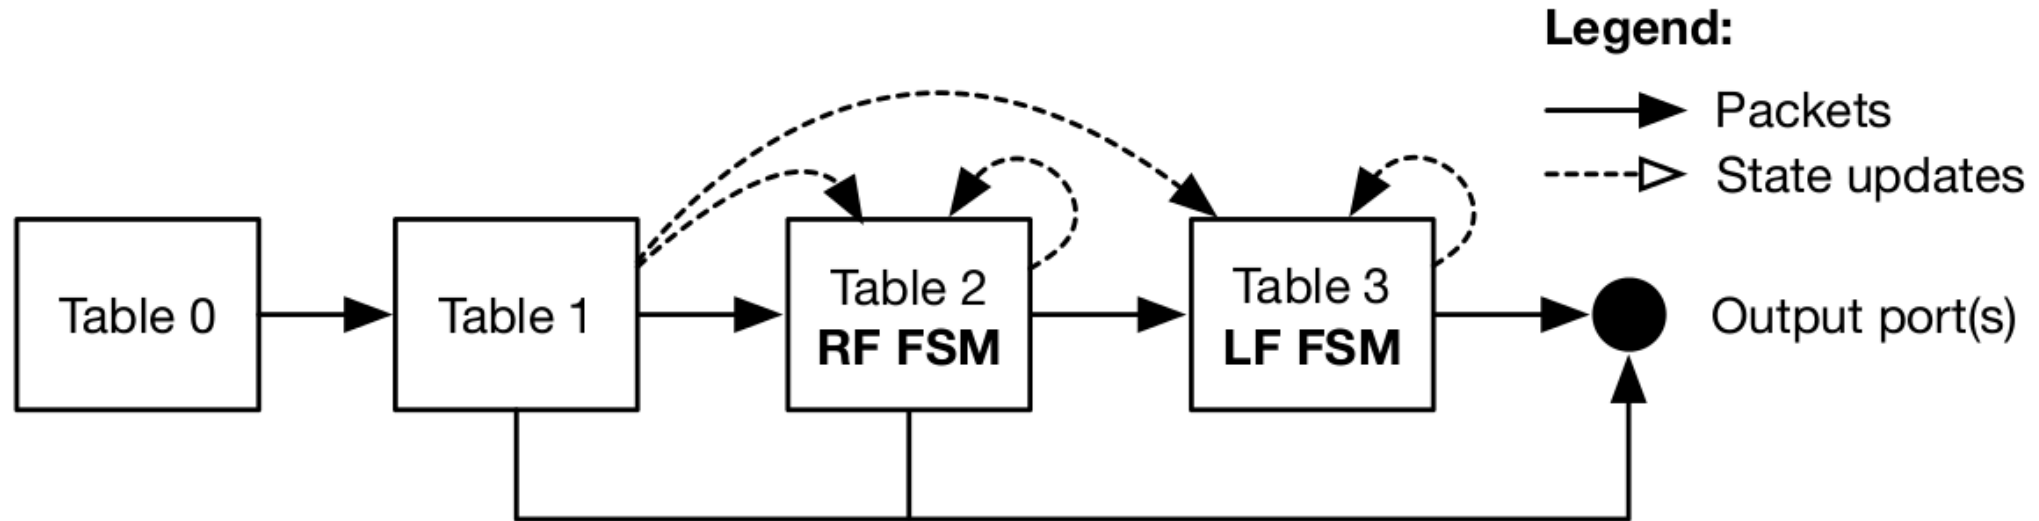 Legend:
Packets
State updates
Table 0
Table 1
Table 2
RF FSM
Table 3
LF FSM
Output port(s)